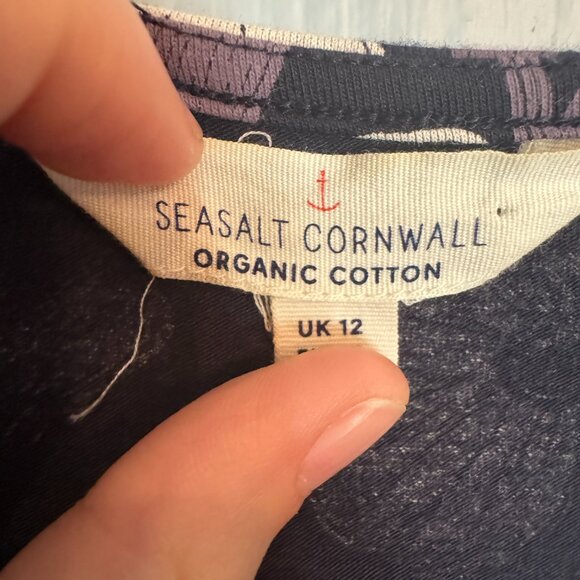 SEASALT CORNWALL
ORGANIC COTTON
UK 12